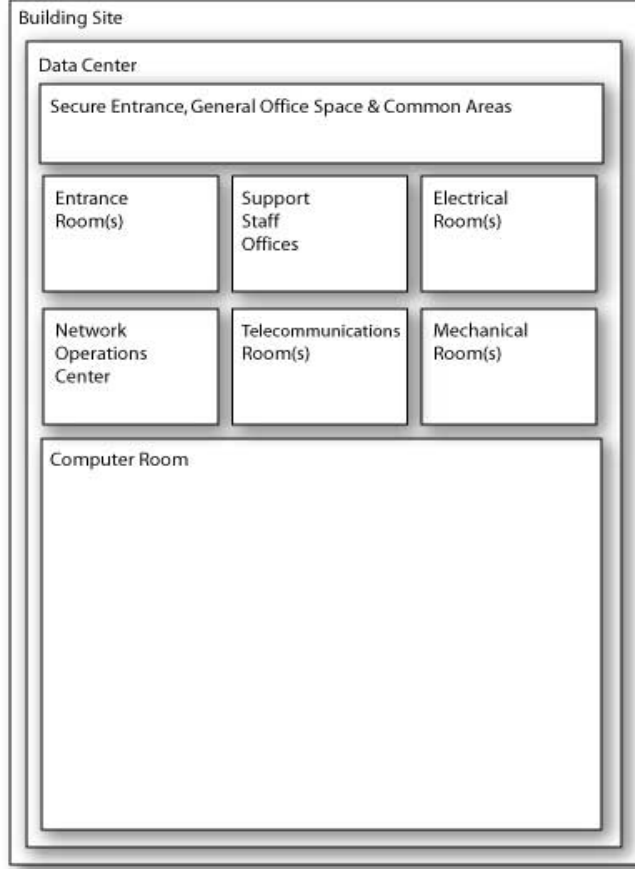 Building Site
Data Center
Secure Entrance, General Office Space & Common Areas
Entrance
Room(s)
Support
Staff
Offices
Electrical
Room(s)
Network
Operations
Center
Telecommunications
Room(s)
Mechanical
Room(s)
Computer Room